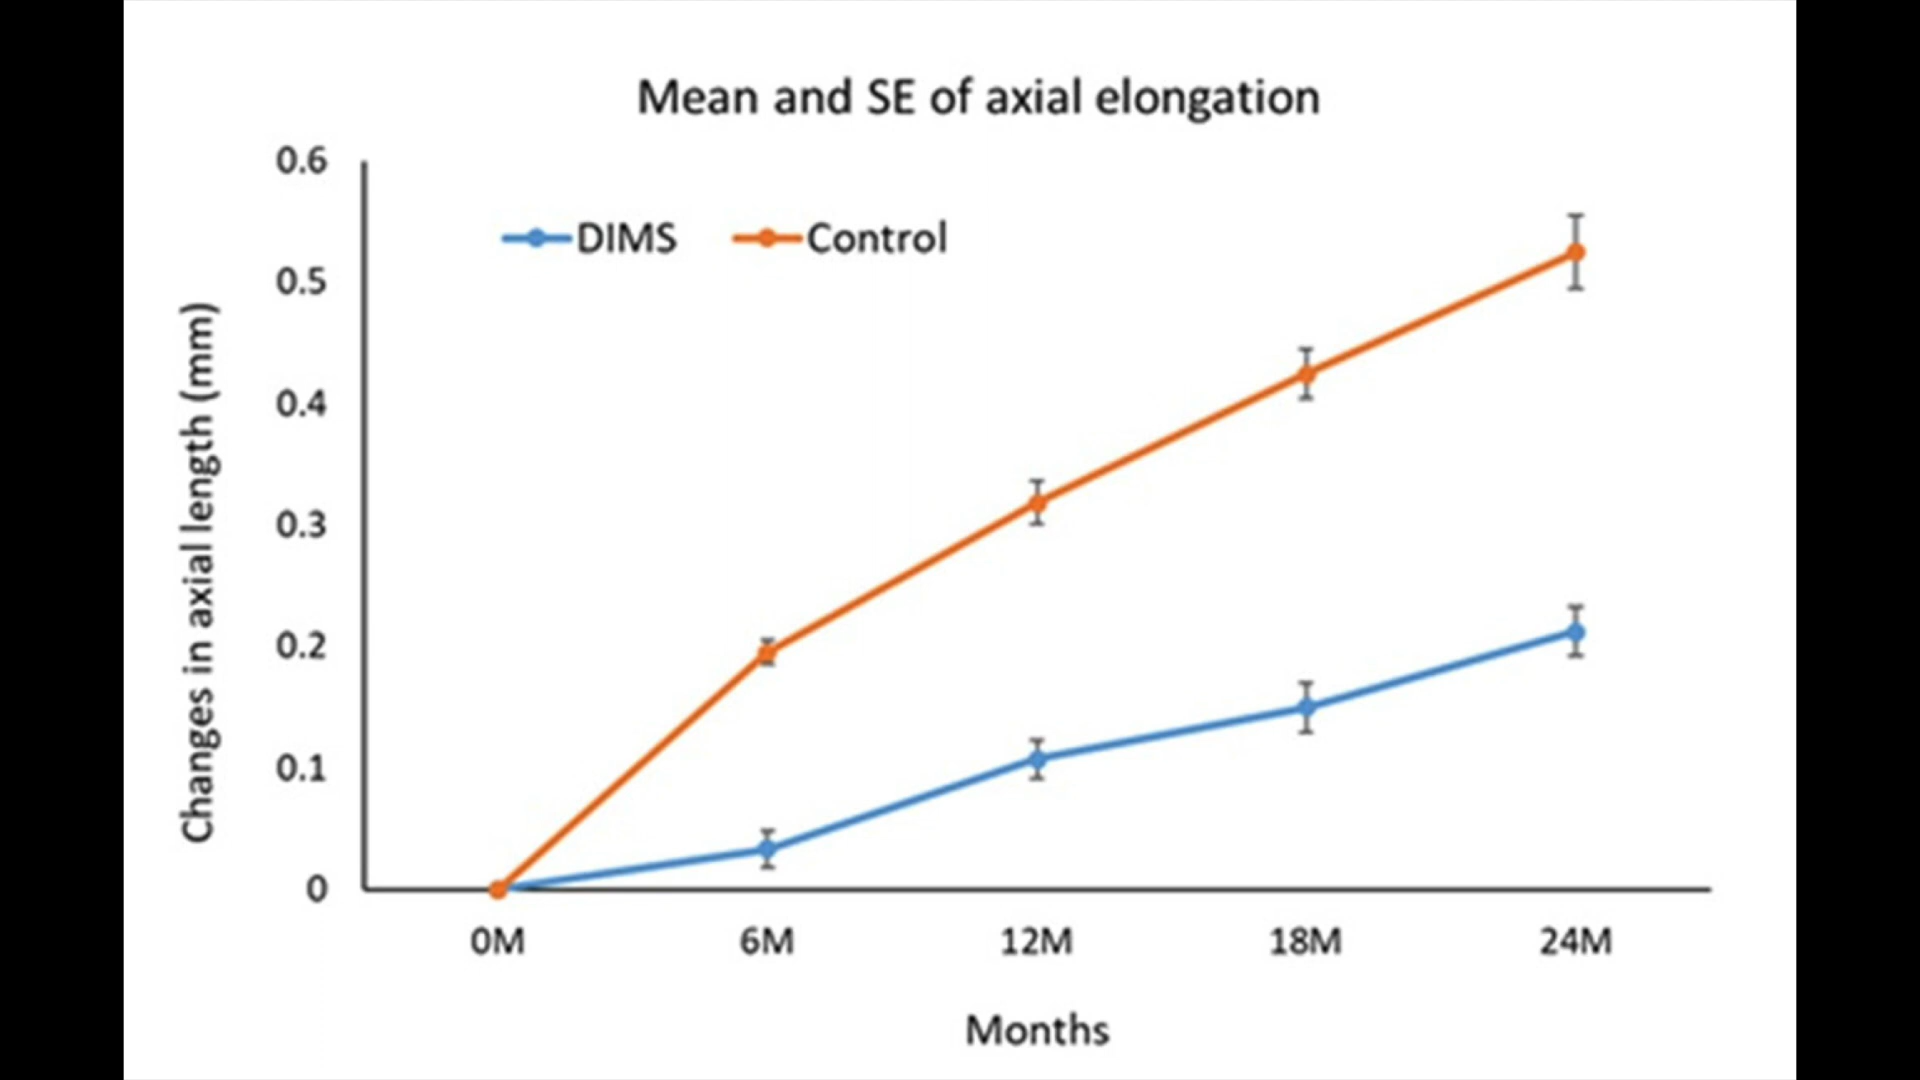 Mean and SE of axial elongation
0.6
DIMS Control
0.5
0.4
0.3
0.2
0.1
0
Changes in axial length (mm)
0M 6M 12M 18M 24M
Months